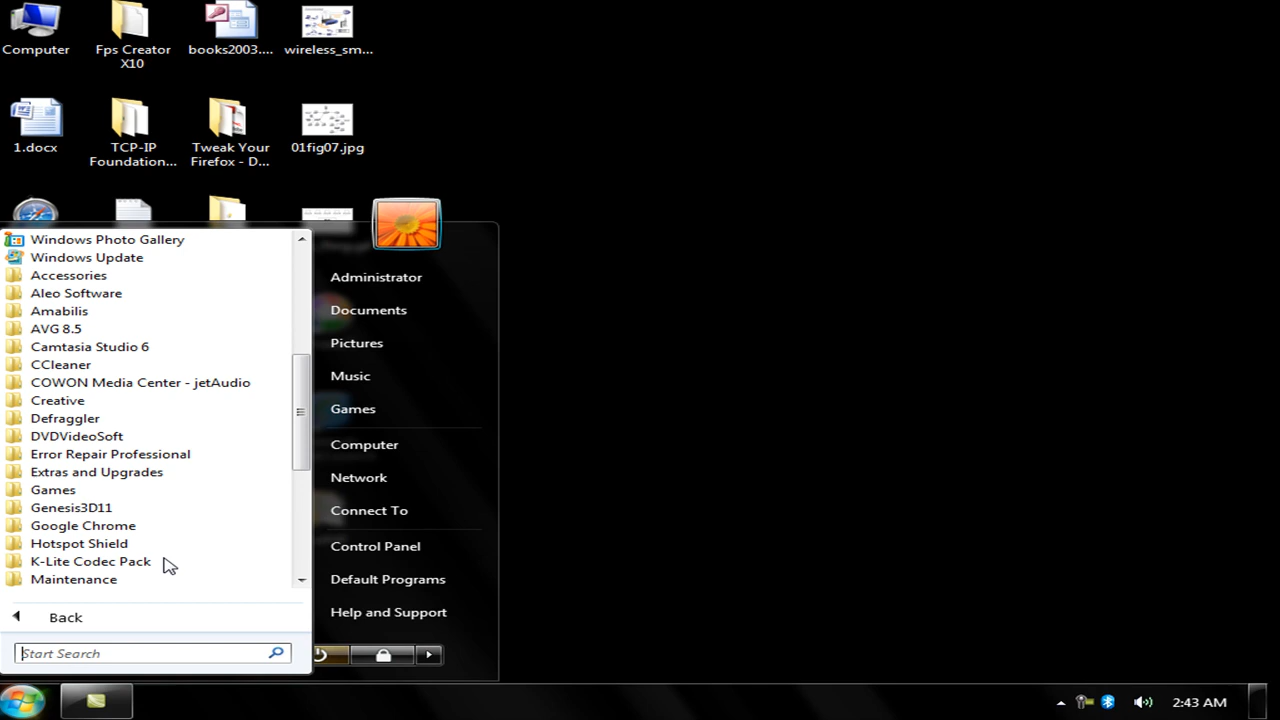 Computer
Fps Creator
X10
books2003....
wireless_sm...
1.docx
TCP-IP
Foundation...
Tweak Your
Firefox - D...
01fig07.jpg
Windows Photo Gallery
Windows Update
Accessories
Aleo Software
Amabilis
AVG 8.5
Camtasia Studio 6
CCleaner
COWON Media Center - jetAudio
Creative
Defraggler
DVDVideoSoft
Error Repair Professional
Extras and Upgrades
Games
Genesis3D11
Google Chrome
Hotspot Shield
K-Lite Codec Pack
Maintenance
Back
Start Search
Administrator
Documents
Pictures
Music
Games
Computer
Network
Connect To
Control Panel
Default Programs
Help and Support
2:43 AM